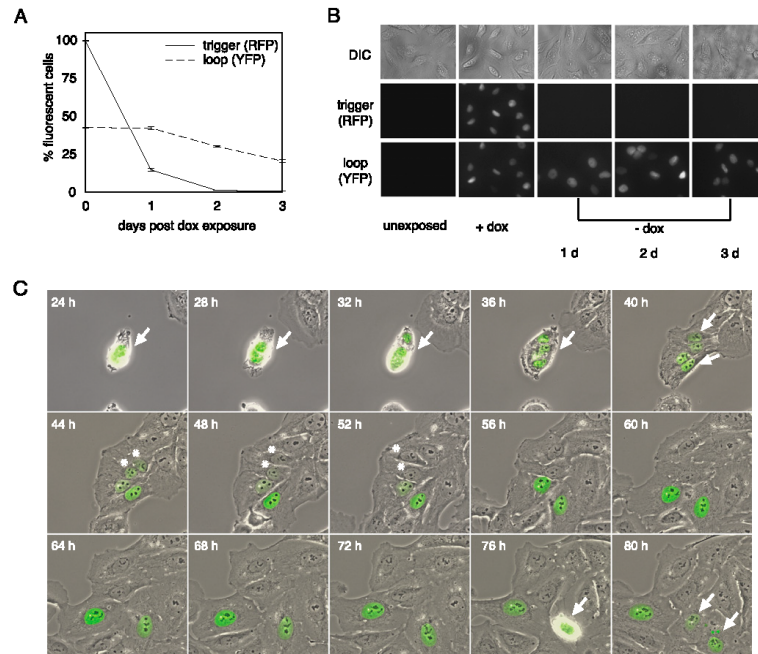 A
100
75
50
25
0
% fluorescent cells
trigger (RFP)
loop (YFP)
0 1 2 3
days post dox exposure
B
DIC
trigger
(RFP)
loop
(YFP)
unexposed + dox - dox
1 d 2 d 3 d
C
24 h 28 h 32 h 36 h 40 h
44 h 48 h 52 h 56 h 60 h
* * *
* * *
64 h 68 h 72 h 76 h 80 h